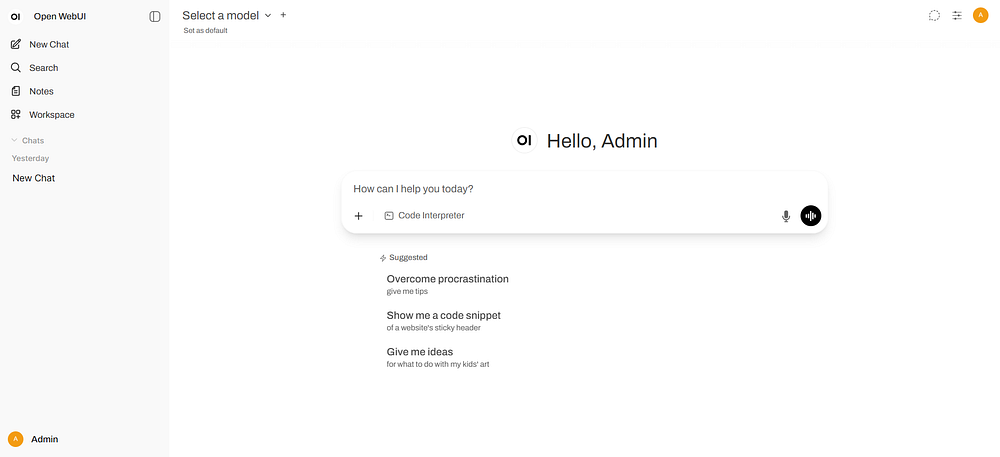 OI Open WebUI
New Chat
Search
Notes
Workspace
Chats
Yesterday
New Chat
A Admin
Select a model
Set as default
A
OI Hello, Admin
How can I help you today?
Code Interpreter
Suggested
Overcome procrastination
give me tips
Show me a code snippet
of a website's sticky header
Give me ideas
for what to do with my kids' art